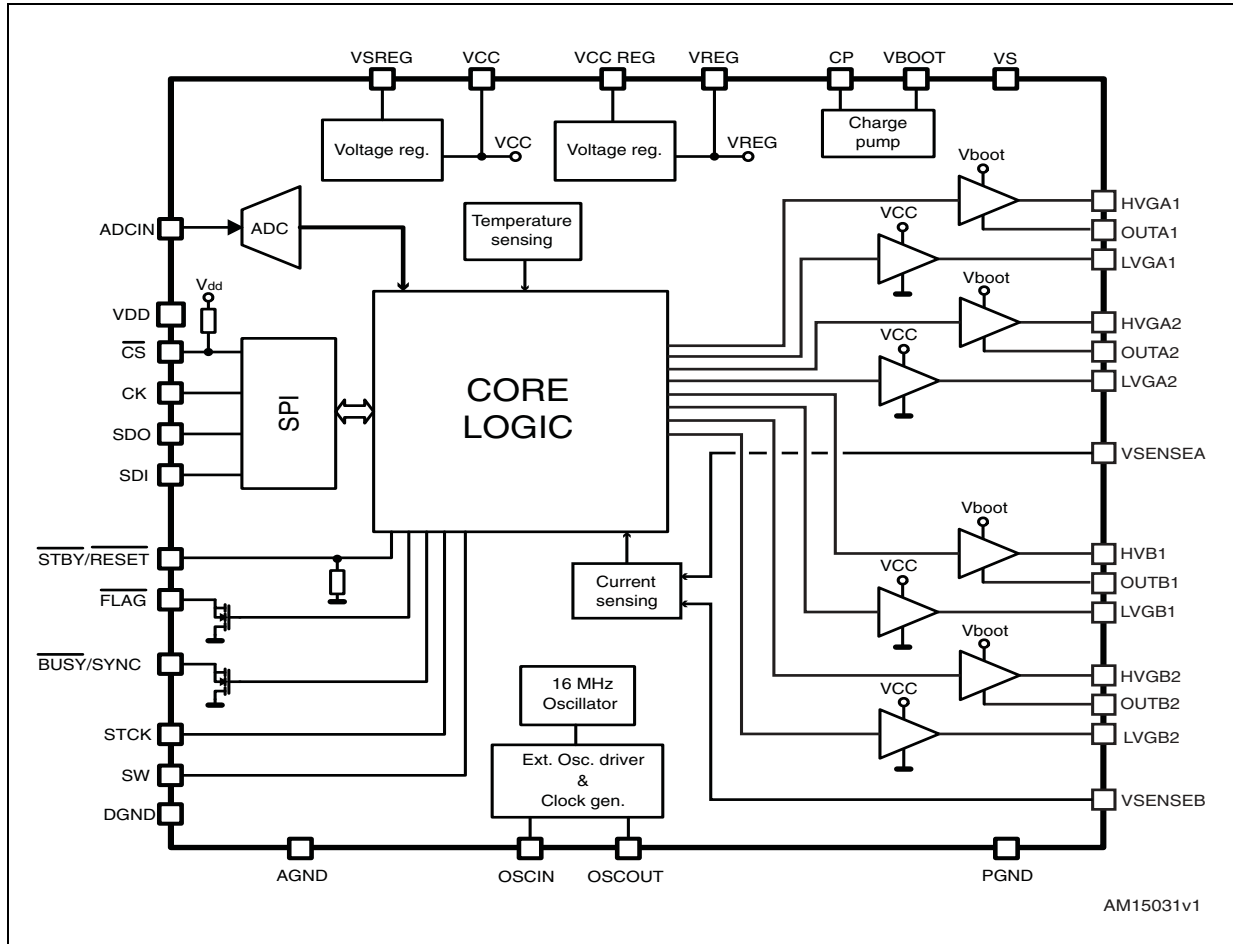 VSREG
VCC
VCC REG
VREG
CP
VBOOT
VS
Voltage reg.
VCC
Voltage reg.
VREG
Charge
pump
ADCIN
ADC
Temperature
sensing
Vboot
HVGA1
OUTA1
VCC
LVGA1
Vdd
VDD
CS
CK
SDO
SDI
SPI
CORE
LOGIC
Vboot
HVGA2
OUTA2
VCC
LVGA2
VSENSEA
STBY/RESET
FLAG
BUSY/SYNC
STCK
SW
DGND
Current
sensing
Vboot
HVB1
OUTB1
VCC
LVGB1
Vboot
HVGB2
OUTB2
VCC
LVGB2
16 MHz
Oscillator
Ext. Osc. driver
&
Clock gen.
VSENSEB
AGND
OSCIN
OSCOUT
PGND
AM15031v1